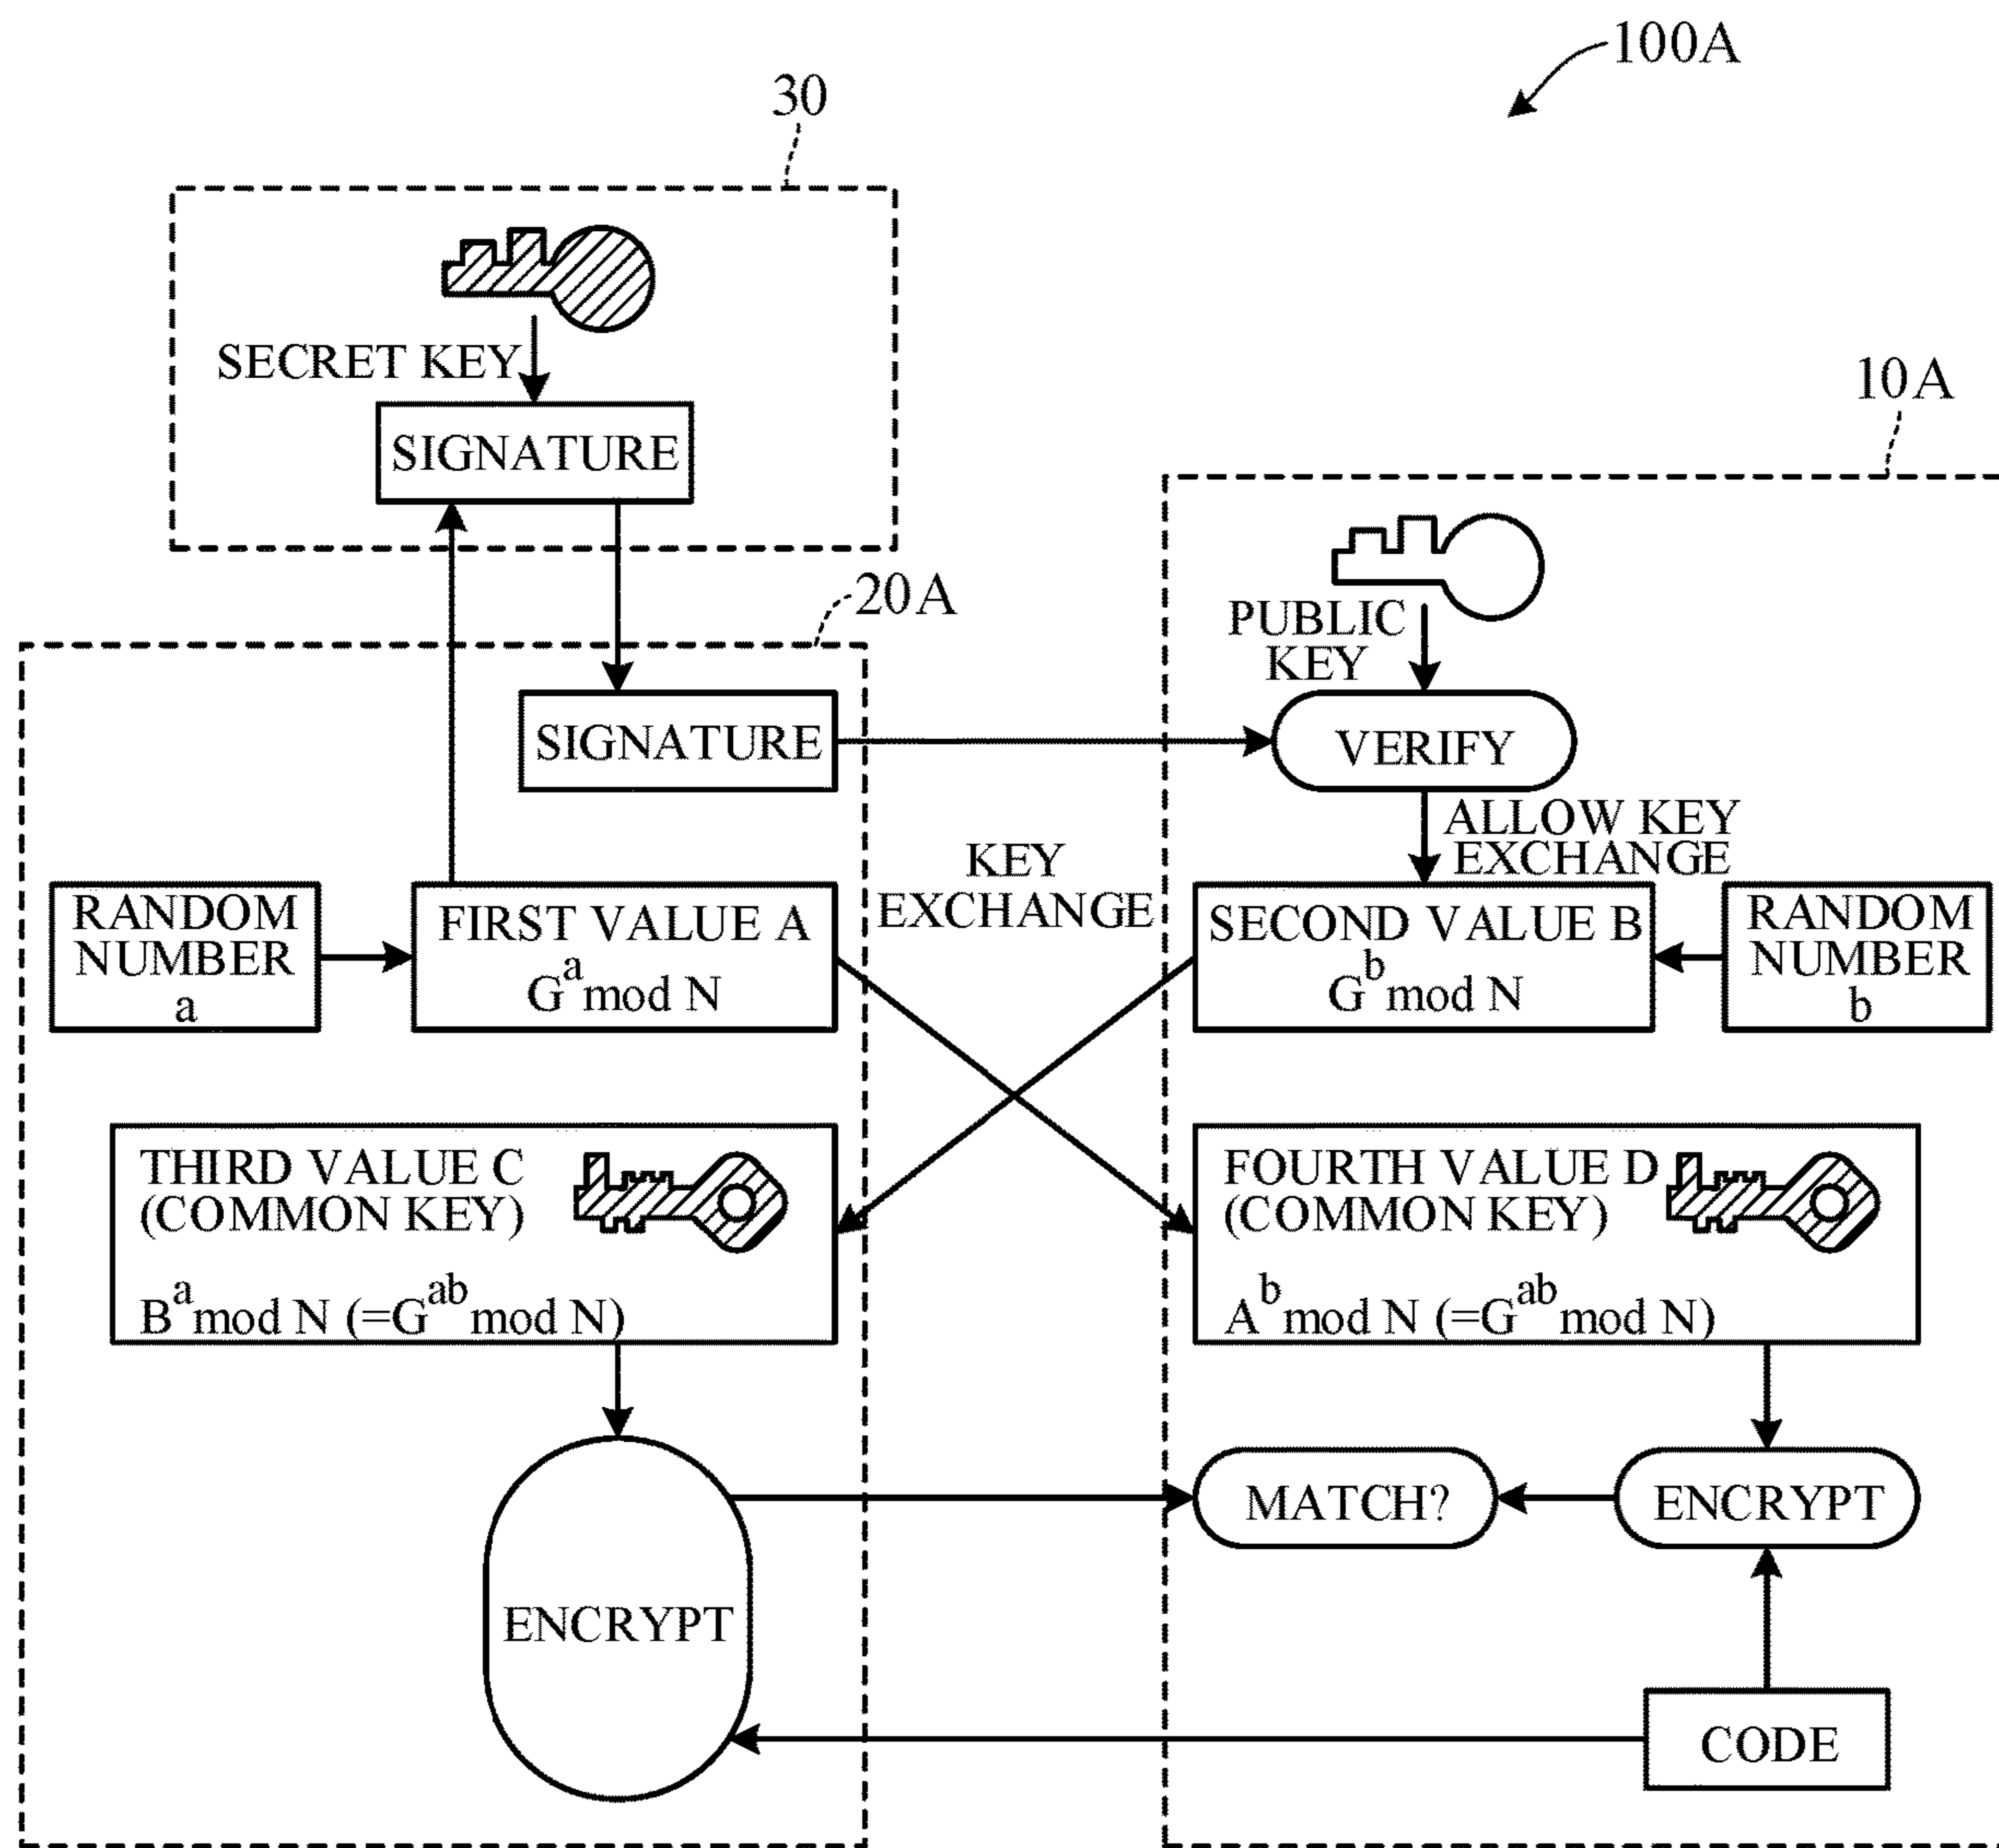 100A
30
SECRET KEY
SIGNATURE
10A
20A
PUBLIC
KEY
SIGNATURE
VERIFY
ALLOW KEY
EXCHANGE
KEY
EXCHANGE
RANDOM
NUMBER
a
FIRST VALUE A
G^a mod N
SECOND VALUE B
G^b mod N
RANDOM
NUMBER
b
THIRD VALUE C
(COMMON KEY)
B^a mod N (=G^ab mod N)
FOURTH VALUE D
(COMMON KEY)
A^b mod N (=G^ab mod N)
MATCH?
ENCRYPT
ENCRYPT
CODE